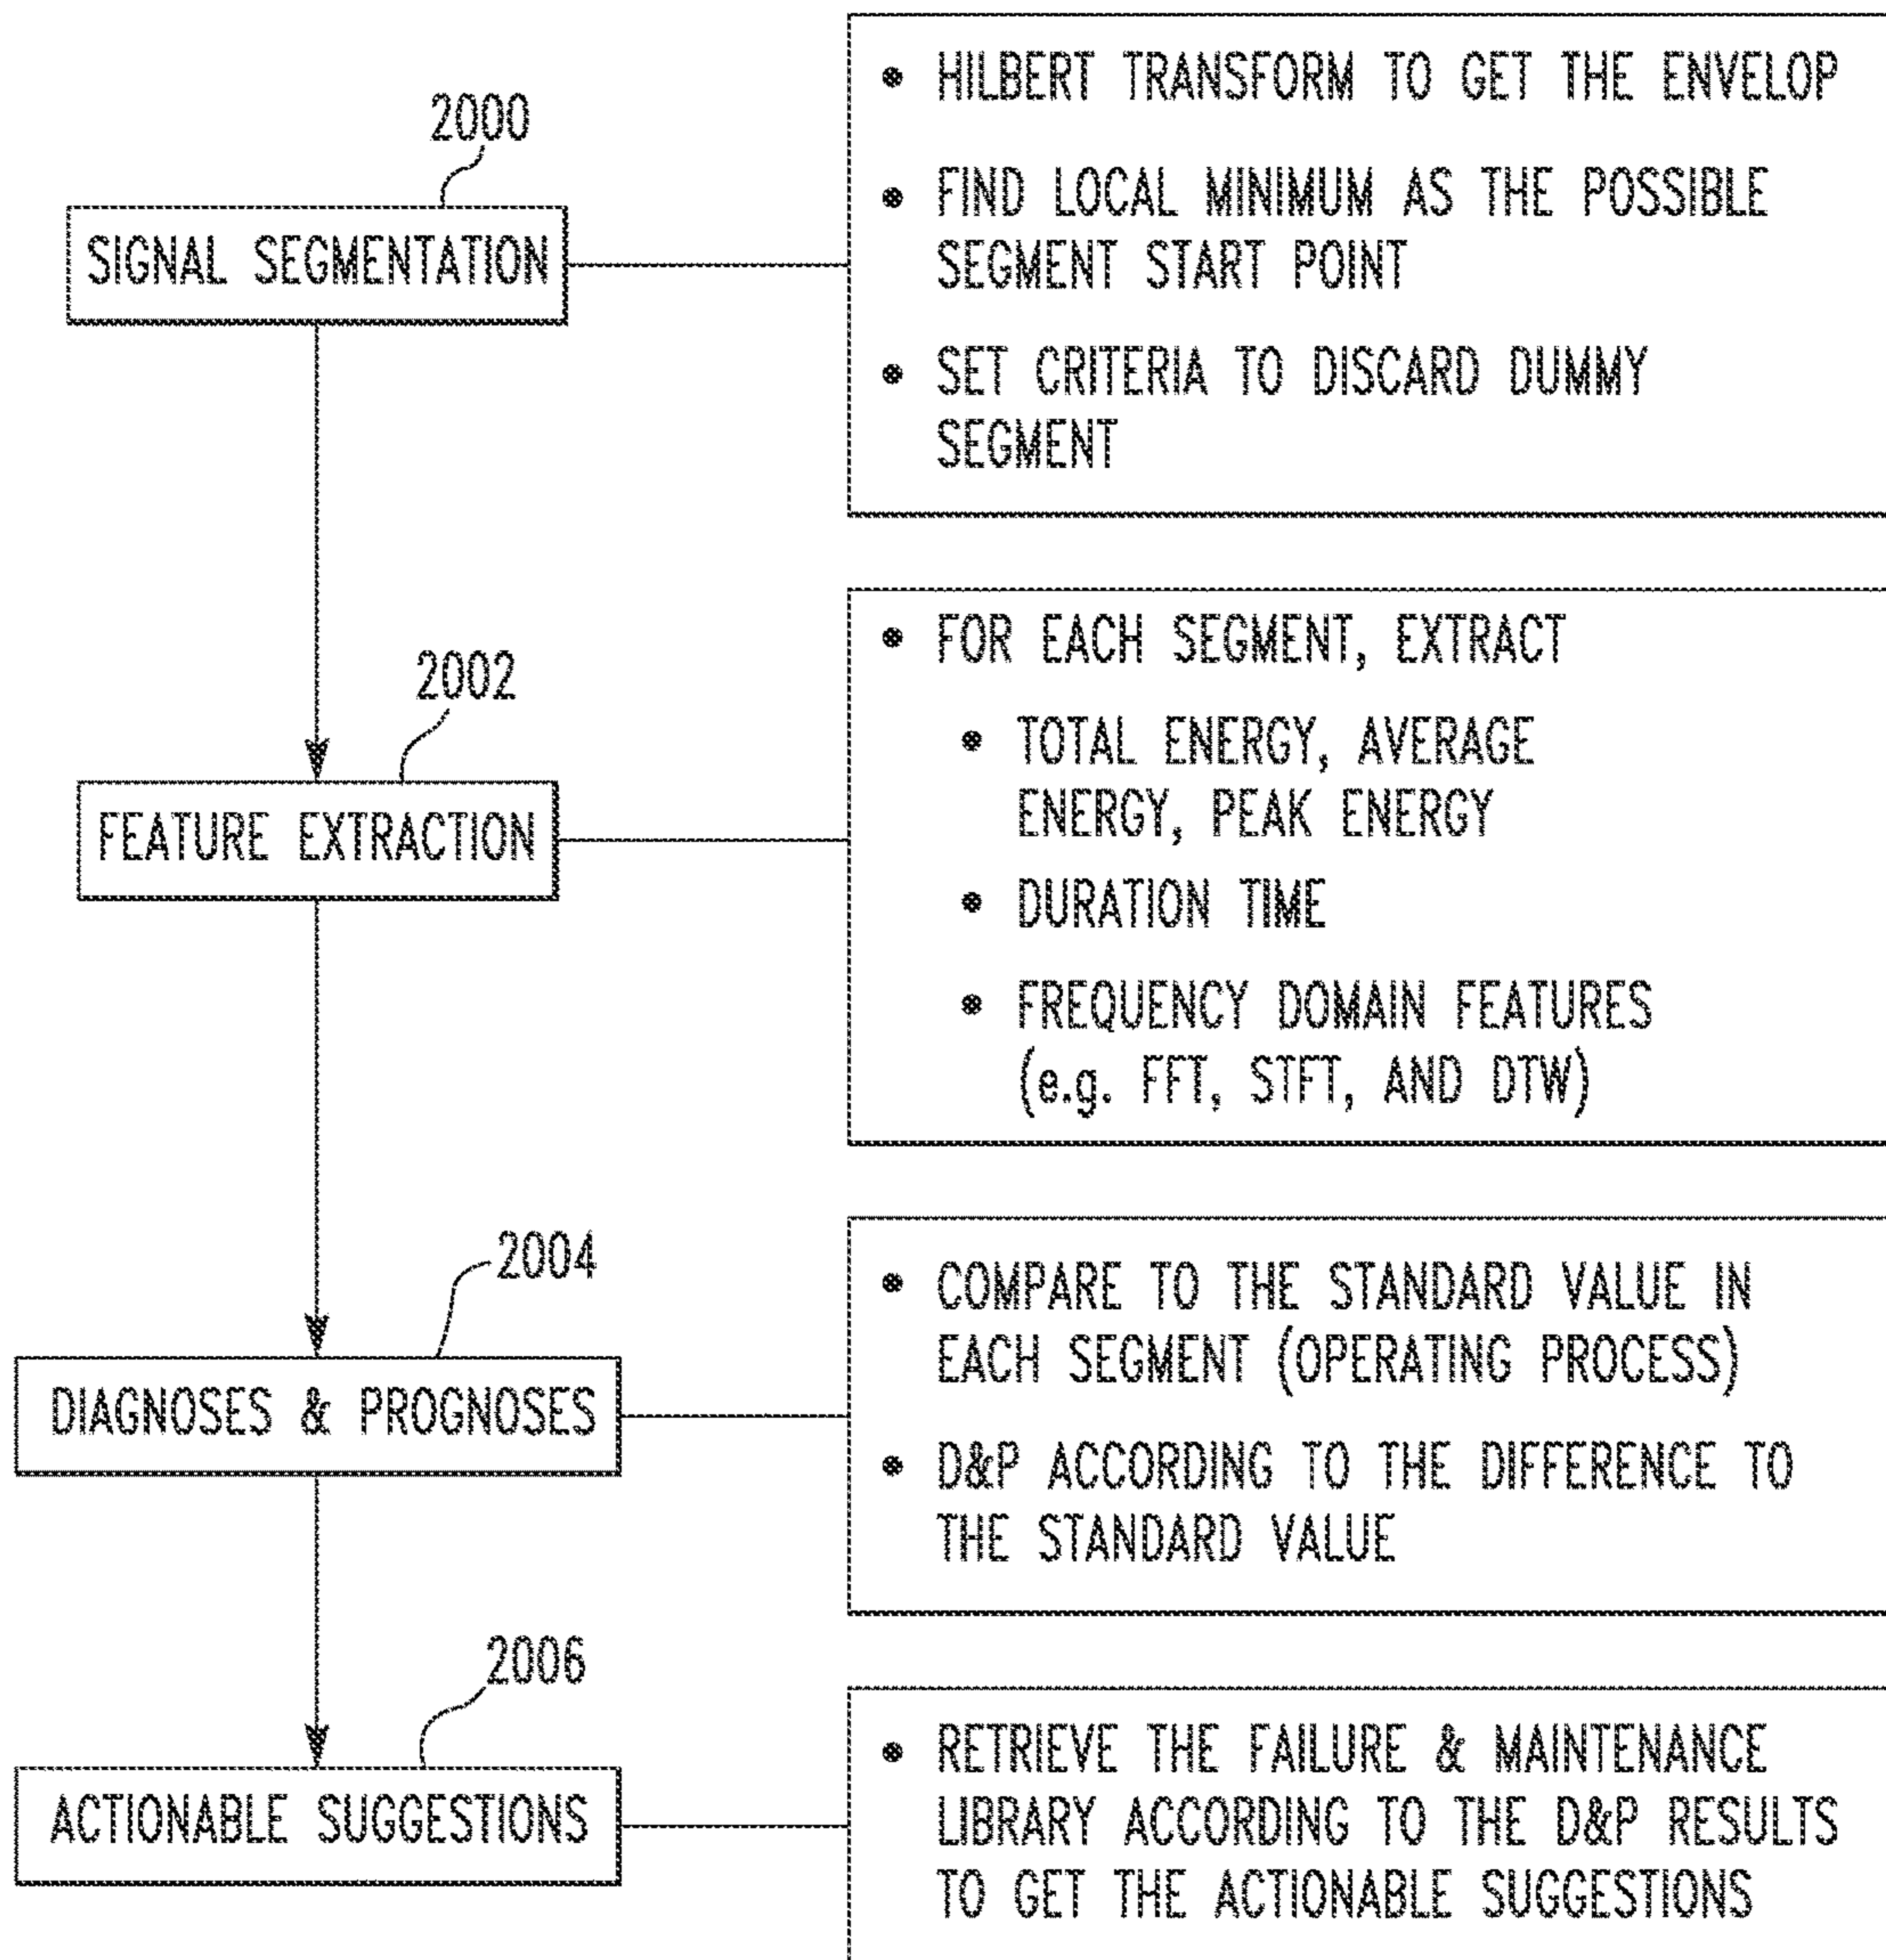 2000
SIGNAL SEGMENTATION
• HILBERT TRANSFORM TO GET THE ENVELOP
• FIND LOCAL MINIMUM AS THE POSSIBLE
SEGMENT START POINT
• SET CRITERIA TO DISCARD DUMMY
SEGMENT
2002
FEATURE EXTRACTION
• FOR EACH SEGMENT, EXTRACT
• TOTAL ENERGY, AVERAGE
ENERGY, PEAK ENERGY
• DURATION TIME
• FREQUENCY DOMAIN FEATURES
(e.g. FFT, STFT, AND DTW)
2004
DIAGNOSES & PROGNOSES
• COMPARE TO THE STANDARD VALUE IN
EACH SEGMENT (OPERATING PROCESS)
• D&P ACCORDING TO THE DIFFERENCE TO
THE STANDARD VALUE
2006
ACTIONABLE SUGGESTIONS
• RETRIEVE THE FAILURE & MAINTENANCE
LIBRARY ACCORDING TO THE D&P RESULTS
TO GET THE ACTIONABLE SUGGESTIONS